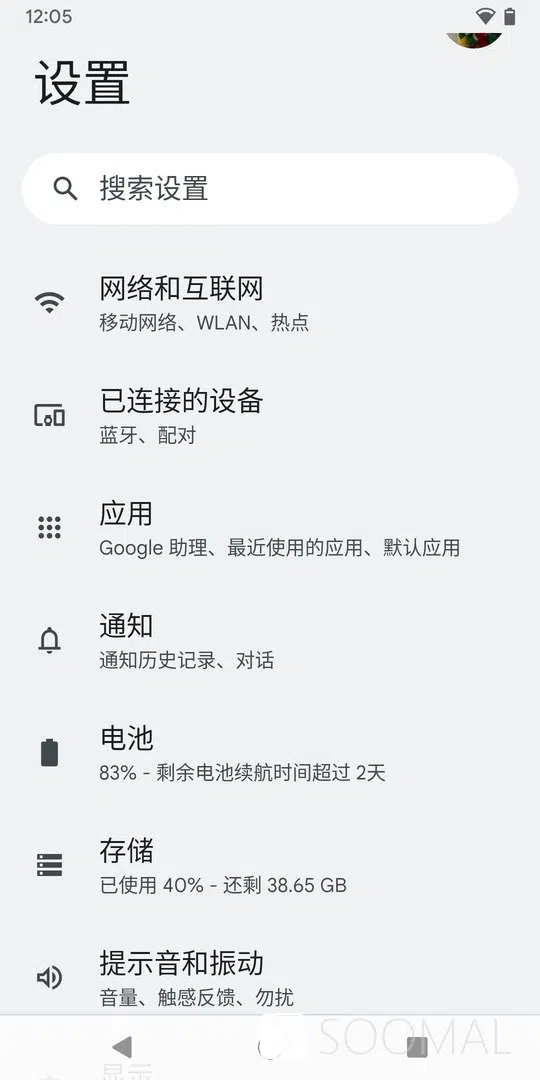 12:05
设置
搜索设置
网络和互联网
移动网络、WLAN、热点
已连接的设备
蓝牙、配对
应用
Google 助理、最近使用的应用、默认应用
通知
通知历史记录、对话
电池
83% - 剩余电池续航时间超过 2天
存储
已使用 40% - 还剩 38.65 GB
提示音和振动
音量、触感反馈、勿扰
SOOMAL
显示